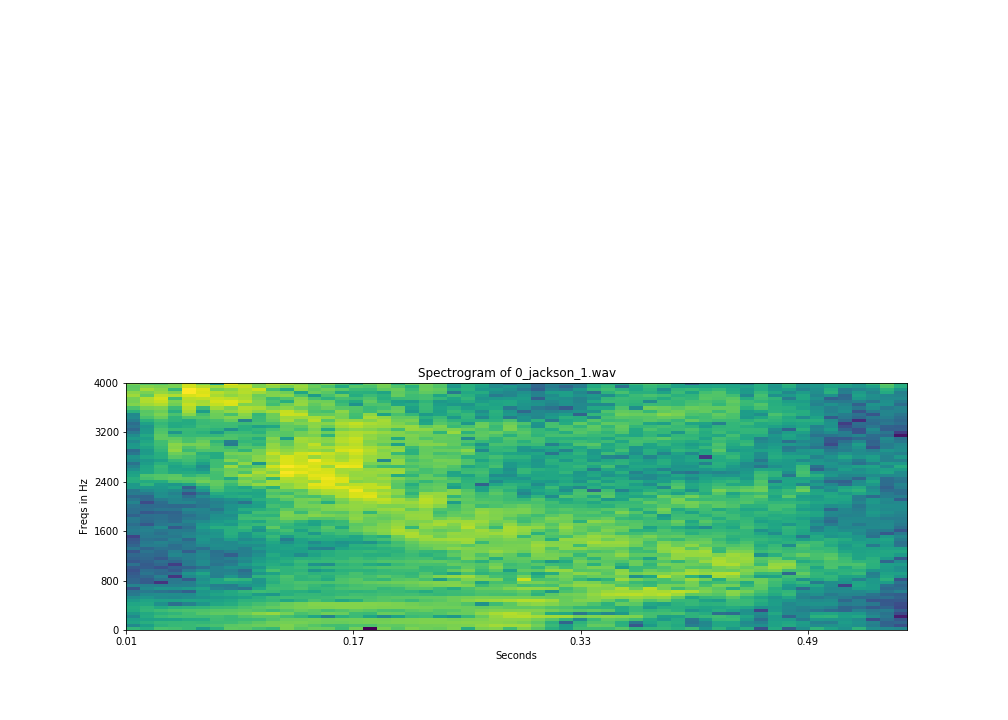 Spectrogram of 0_jackson_1.wav
4000
3200
2400
1600
800
0
Freqs in Hz
0.01 0.17 0.33 0.49
Seconds